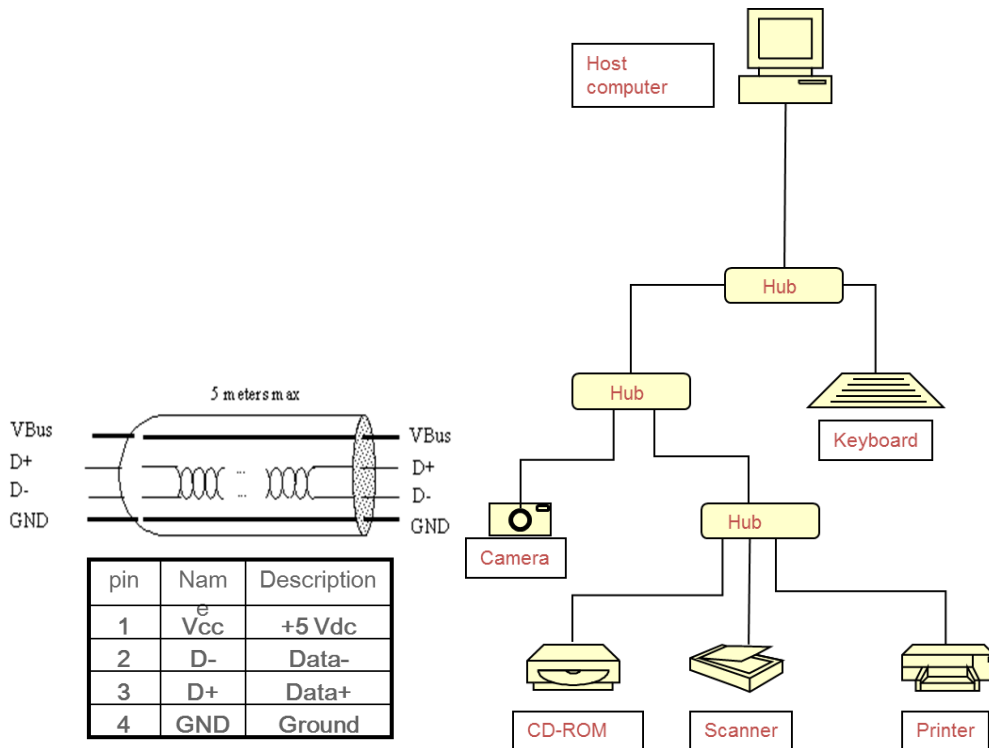 Host
computer
Hub
Hub
Keyboard
Hub
Camera
CD-ROM
Scanner
Printer
5 meters max
VBus
VBus
D+
D+
D-
D-
GND
GND
...
...
pin Nam
e Description
1 Vcc +5 Vdc
2 D- Data-
3 D+ Data+
4 GND Ground